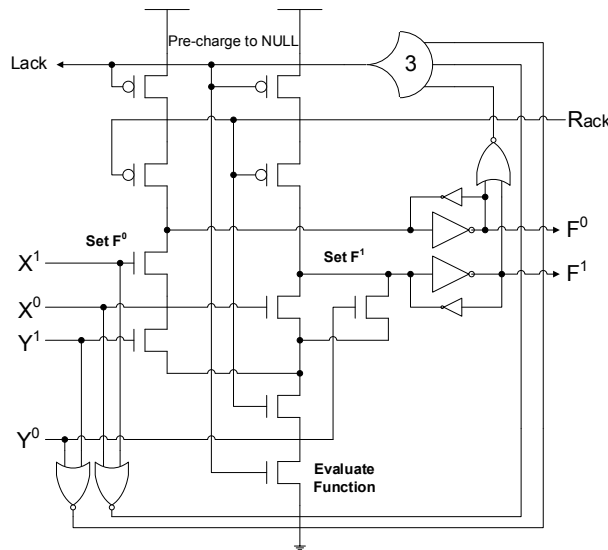 Pre-charge to NULL
Lack
3
Rack
Set F⁰
Set F¹
F⁰
F¹
X¹
X⁰
Y¹
Y⁰
Evaluate
Function